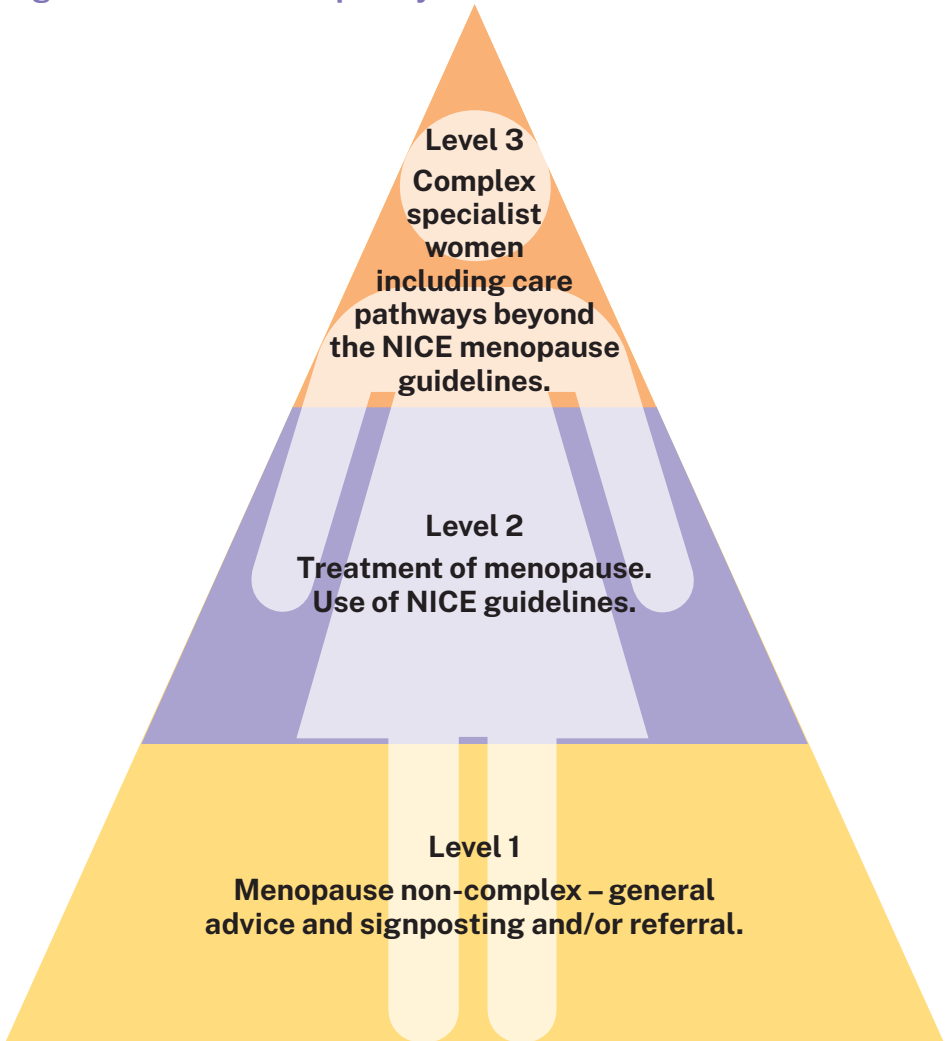 Level 3
Complex
specialist
women
including care
pathways beyond
the NICE menopause
guidelines.
Level 2
Treatment of menopause.
Use of NICE guidelines.
Level 1
Menopause non-complex – general
advice and signposting and/or referral.